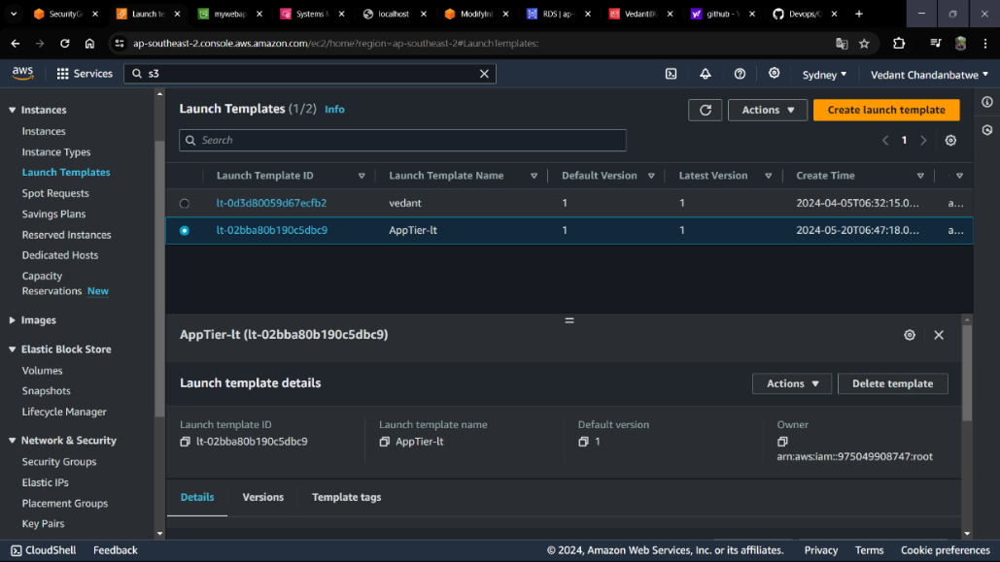 SecurityG
Launch te
mywebap
Systems M
localhost
ModifyInt
RDS | ap-s
Vedant
github - Y
Devops/C
ap-southeast-2.console.aws.amazon.com/ec2/home?region=ap-southeast-2#LaunchTemplates:
aws
Services
s3
Sydney
Vedant Chandanbatwe
Instances
Instances
Instance Types
Launch Templates
Spot Requests
Savings Plans
Reserved Instances
Dedicated Hosts
Capacity
Reservations New
Images
Elastic Block Store
Volumes
Snapshots
Lifecycle Manager
Network & Security
Security Groups
Elastic IPs
Placement Groups
Key Pairs
Launch Templates (1/2) Info
Actions
Create launch template
Search
1
Launch Template ID Launch Template Name Default Version Latest Version Create Time
lt-0d3d80059d67ecfb2 vedant 1 1 2024-04-05T06:32:15.0... a...
lt-02bba80b190c5dbc9 AppTier-lt 1 1 2024-05-20T06:47:18.0... a...
AppTier-lt (lt-02bba80b190c5dbc9)
Launch template details
Actions
Delete template
Launch template ID Launch template name Default version Owner
lt-02bba80b190c5dbc9 AppTier-lt 1
arn:aws:iam::975049908747:root
Details Versions Template tags
CloudShell Feedback © 2024, Amazon Web Services, Inc. or its affiliates. Privacy Terms Cookie preferences